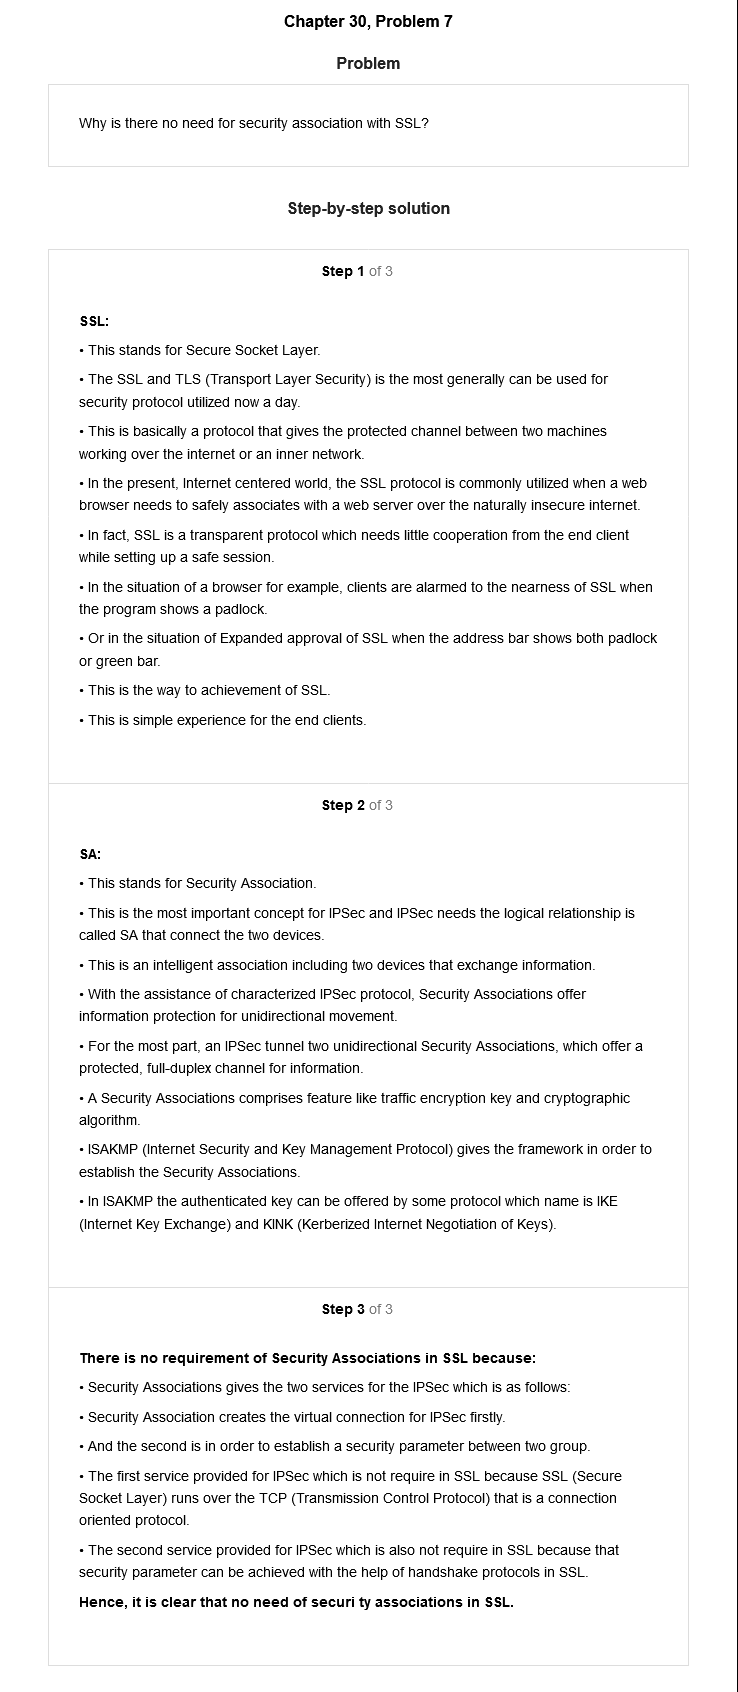 Chapter 30, Problem 7
Problem
Why is there no need for security association with SSL?
Step-by-step solution
Step 1 of 3
SSL:
• This stands for Secure Socket Layer.
• The SSL and TLS (Transport Layer Security) is the most generally can be used for
security protocol utilized now a day.
• This is basically a protocol that gives the protected channel between two machines
working over the internet or an inner network.
• In the present, Internet centered world, the SSL protocol is commonly utilized when a web
browser needs to safely associates with a web server over the naturally insecure internet.
• In fact, SSL is a transparent protocol which needs little cooperation from the end client
while setting up a safe session.
• In the situation of a browser for example, clients are alarmed to the nearness of SSL when
the program shows a padlock.
• Or in the situation of Expanded approval of SSL when the address bar shows both padlock
or green bar.
• This is the way to achievement of SSL.
• This is simple experience for the end clients.
Step 2 of 3
SA:
• This stands for Security Association.
• This is the most important concept for IPSec and IPSec needs the logical relationship is
called SA that connect the two devices.
• This is an intelligent association including two devices that exchange information.
• With the assistance of characterized IPSec protocol, Security Associations offer
information protection for unidirectional movement.
• For the most part, an IPSec tunnel two unidirectional Security Associations, which offer a
protected, full-duplex channel for information.
• A Security Associations comprises feature like traffic encryption key and cryptographic
algorithm.
• ISAKMP (Internet Security and Key Management Protocol) gives the framework in order to
establish the Security Associations.
• In ISAKMP the authenticated key can be offered by some protocol which name is IKE
(Internet Key Exchange) and KINK (Kerberized Internet Negotiation of Keys).
Step 3 of 3
There is no requirement of Security Associations in SSL because:
• Security Associations gives the two services for the IPSec which is as follows:
• Security Association creates the virtual connection for IPSec firstly.
• And the second is in order to establish a security parameter between two group.
• The first service provided for IPSec which is not require in SSL because SSL (Secure
Socket Layer) runs over the TCP (Transmission Control Protocol) that is a connection
oriented protocol.
• The second service provided for IPSec which is also not require in SSL because that
security parameter can be achieved with the help of handshake protocols in SSL.
Hence, it is clear that no need of securi ty associations in SSL.